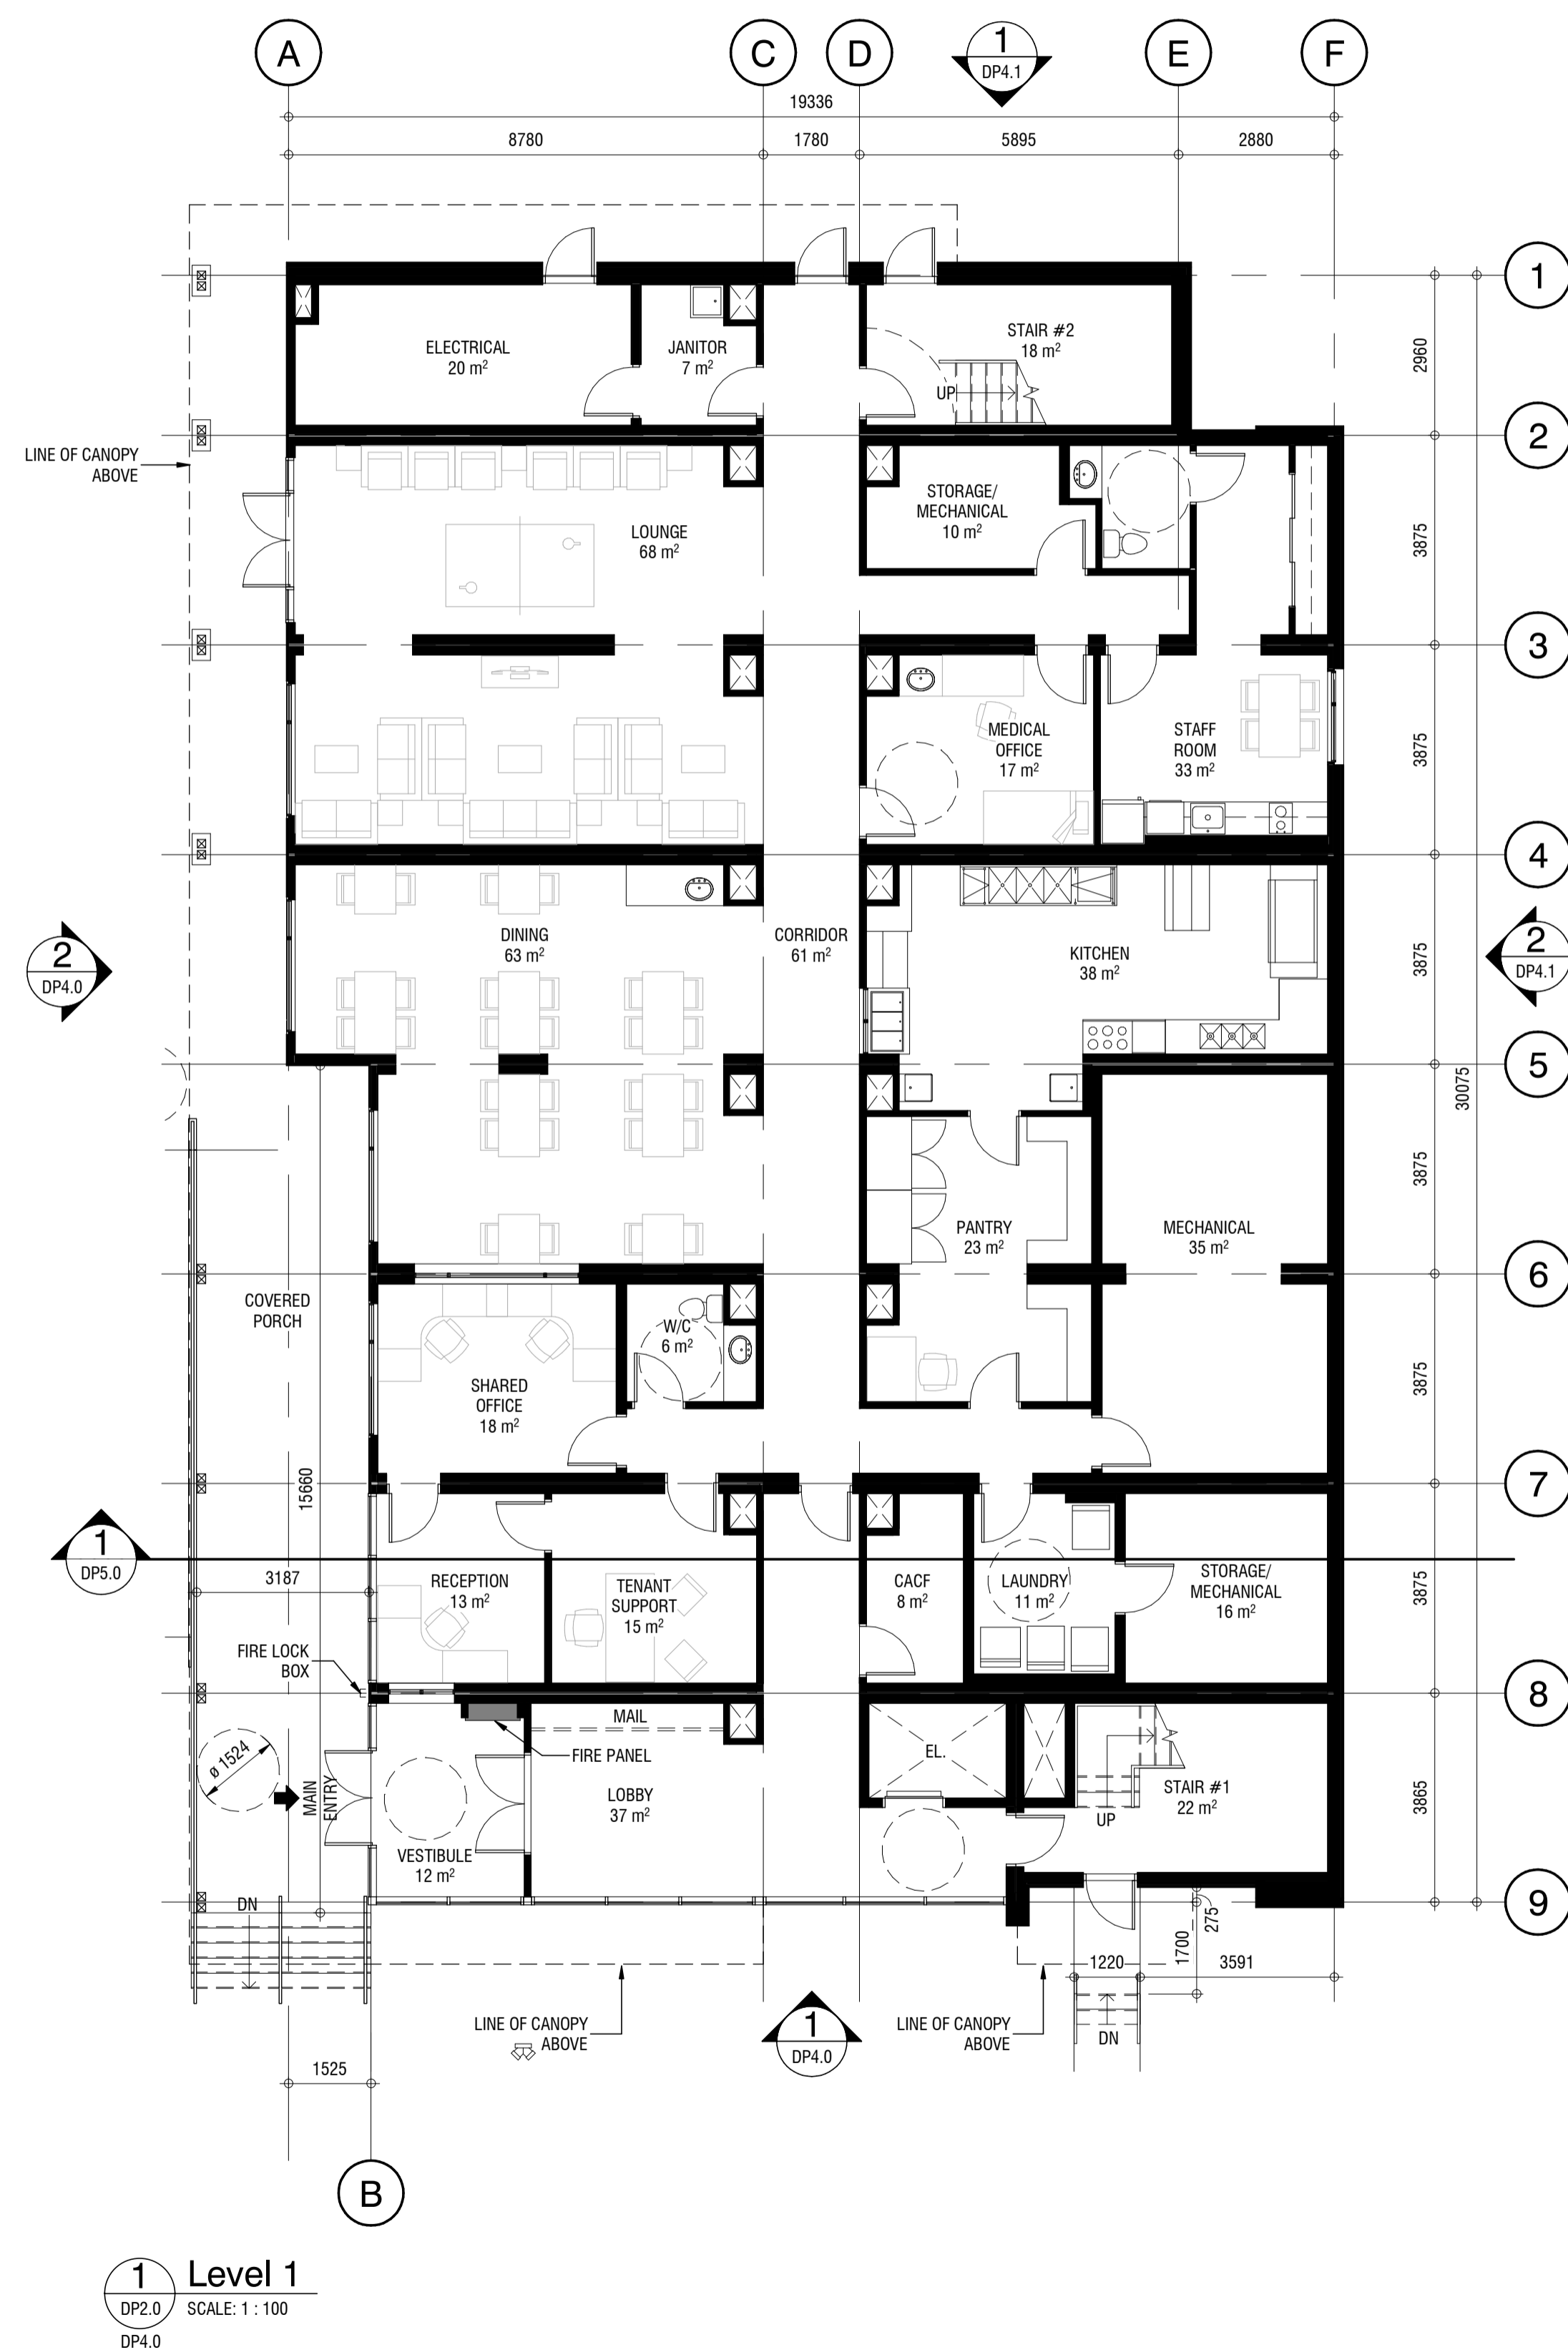 A
C
D
1
DP4.1
E
F
19336
8780
1780
5895
2880
1
ELECTRICAL
20 m²
JANITOR
7 m²
STAIR #2
18 m²
UP
2960
2
LINE OF CANOPY
ABOVE
LOUNGE
68 m²
STORAGE/
MECHANICAL
10 m²
3875
3
MEDICAL
OFFICE
17 m²
STAFF
ROOM
33 m²
3875
4
2
DP4.0
DINING
63 m²
CORRIDOR
61 m²
KITCHEN
38 m²
3875
2
DP4.1
5
30075
PANTRY
23 m²
MECHANICAL
35 m²
3875
6
COVERED
PORCH
W/C
6 m²
SHARED
OFFICE
18 m²
3875
7
15660
1
DP5.0
3187
RECEPTION
13 m²
TENANT
SUPPORT
15 m²
CACF
8 m²
LAUNDRY
11 m²
STORAGE/
MECHANICAL
16 m²
3875
FIRE LOCK
BOX
8
MAIL
FIRE PANEL
EL.
ø 1524
MAIN
ENTRY
LOBBY
37 m²
STAIR #1
22 m²
UP
3865
VESTIBULE
12 m²
DN
9
275
1700
1220
3591
LINE OF CANOPY
ABOVE
1
DP4.0
LINE OF CANOPY
ABOVE
DN
1525
B
1
DP2.0
Level 1
SCALE: 1 : 100
DP4.0